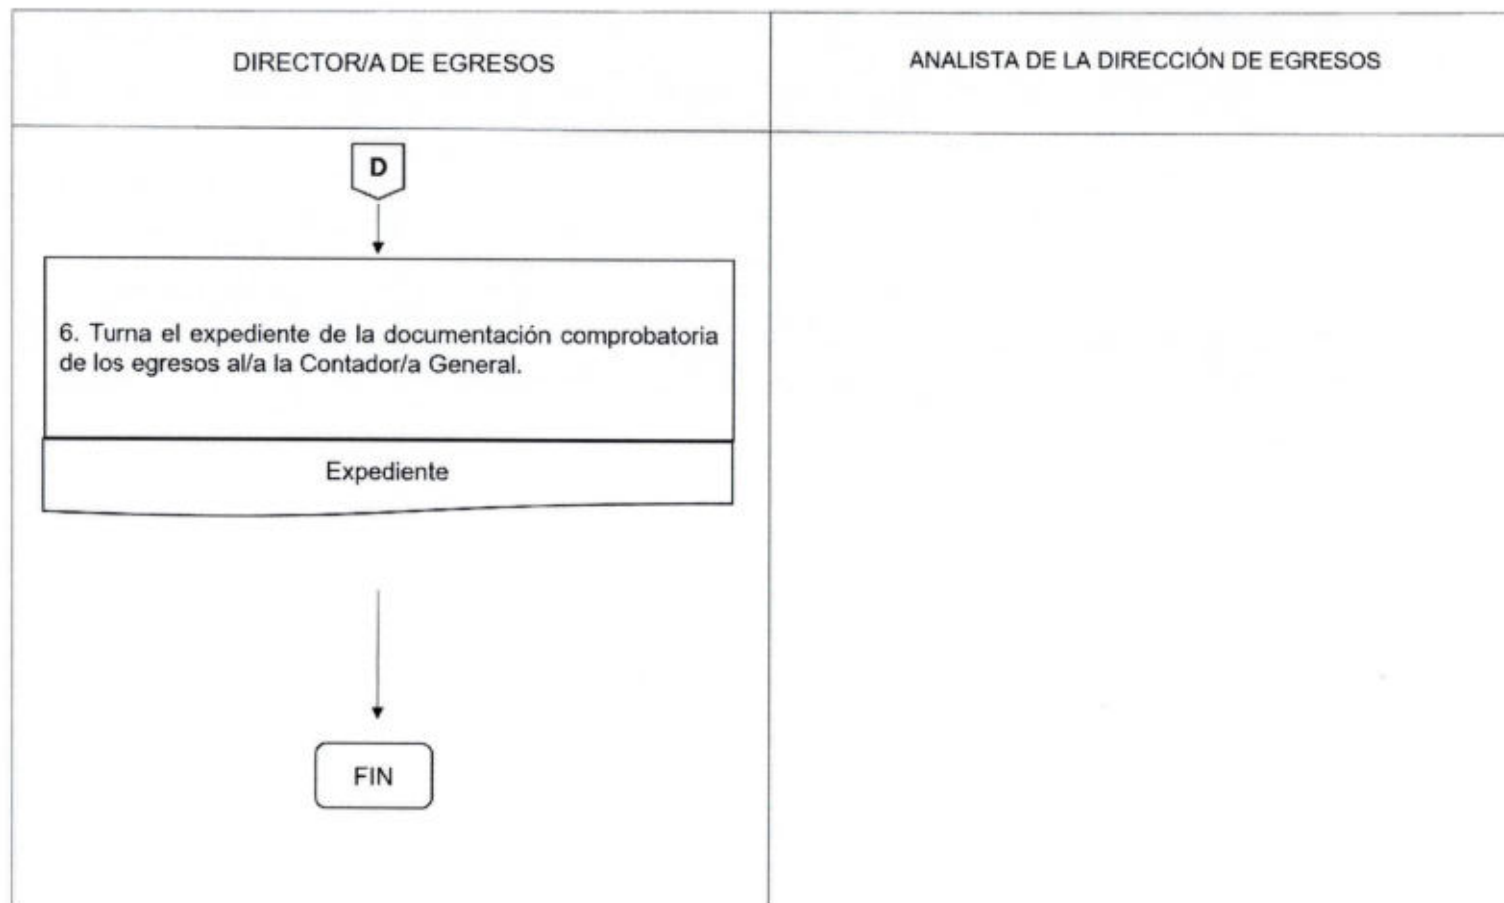 DIRECTOR/A DE EGRESOS
ANALISTA DE LA DIRECCIÓN DE EGRESOS
D
6. Turna el expediente de la documentación comprobatoria
de los egresos al/a la Contador/a General.
Expediente
FIN